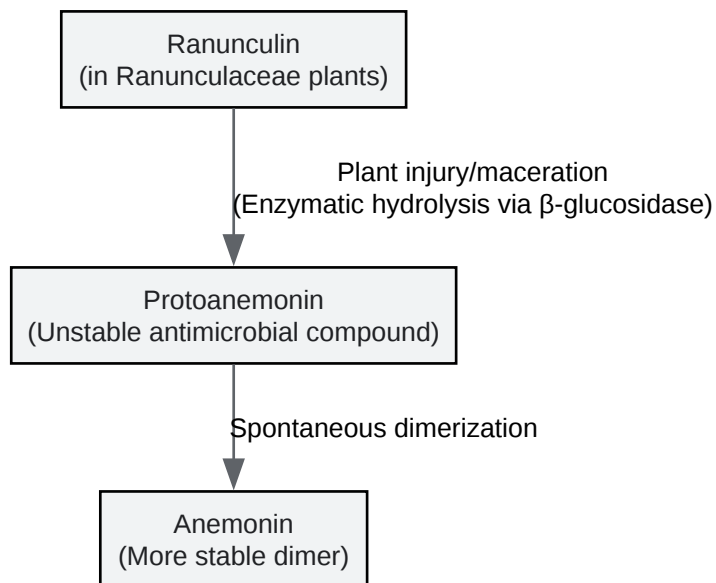 Ranunculin
(in Ranunculaceae plants)
Plant injury/maceration
(Enzymatic hydrolysis via β-glucosidase)
Protoanemonin
(Unstable antimicrobial compound)
Spontaneous dimerization
Anemonin
(More stable dimer)